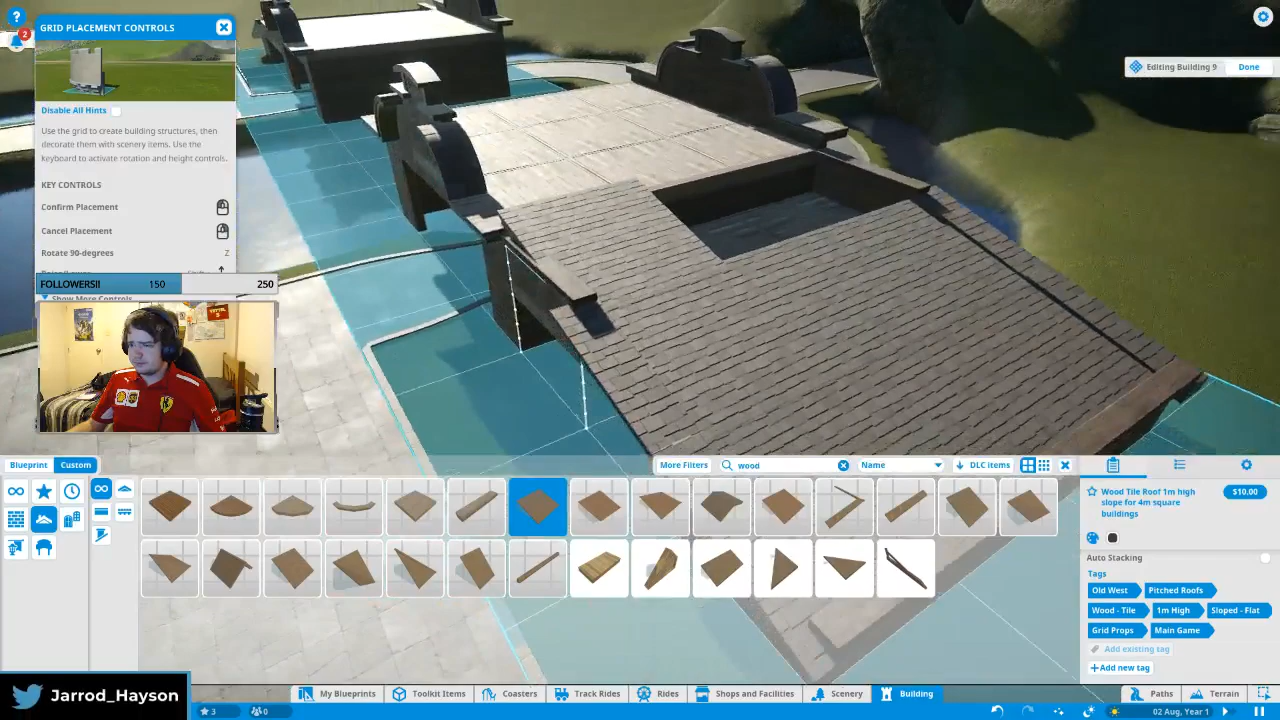 ?
2
GRID PLACEMENT CONTROLS
Disable All Hints
Use the grid to create building structures, then
decorate them with scenery items. Use the
keyboard to activate rotation and height controls.
KEY CONTROLS
Confirm Placement
Cancel Placement
Rotate 90-degrees Z
FOLLOWERSII 150 250
Show More Controls
Editing Building 9 Done
Blueprint Custom
More Filters wood Name DLC items
Wood Tile Roof 1m high
slope for 4m square
buildings
$10.00
Auto Stacking
Tags
Old West Pitched Roofs
Wood - Tile 1m High Sloped - Flat
Grid Props Main Game
Add existing tag
+Add new tag
Jarrod_Hayson
My Blueprints Toolkit Items Coasters Track Rides Rides Shops and Facilities Scenery Building Paths Terrain
3 0 02 Aug, Year 1